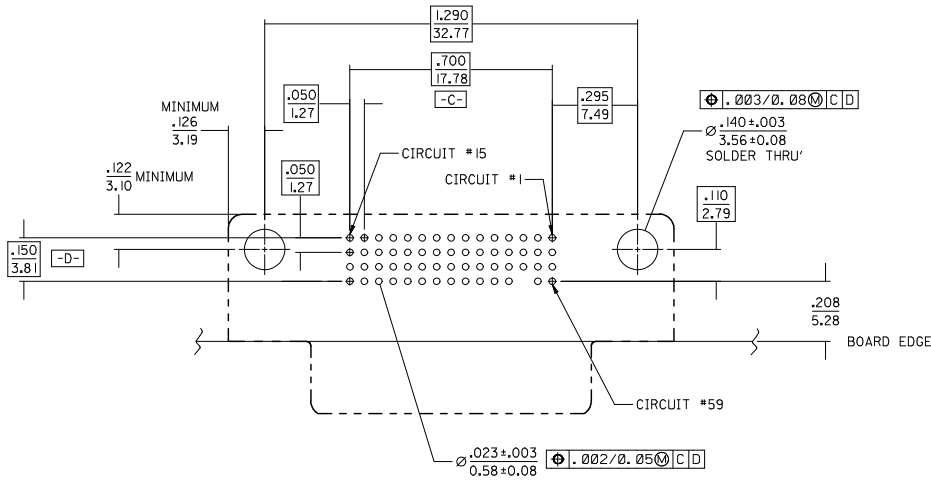 1.290
32.77
.700
17.78
-C-
.050
1.27
.295
7.49
⌖ .003/0.08Ⓜ C D
MINIMUM
.126
3.19
⌀ .140±.003
3.56±0.08
SOLDER THRU'
CIRCUIT #15
.122
3.10 MINIMUM
.050
1.27
CIRCUIT #1
.110
2.79
.150
3.81
-D-
.208
5.28
BOARD EDGE
CIRCUIT #59
⌀ .023±.003
0.58±0.08
⌖ .002/0.05Ⓜ C D